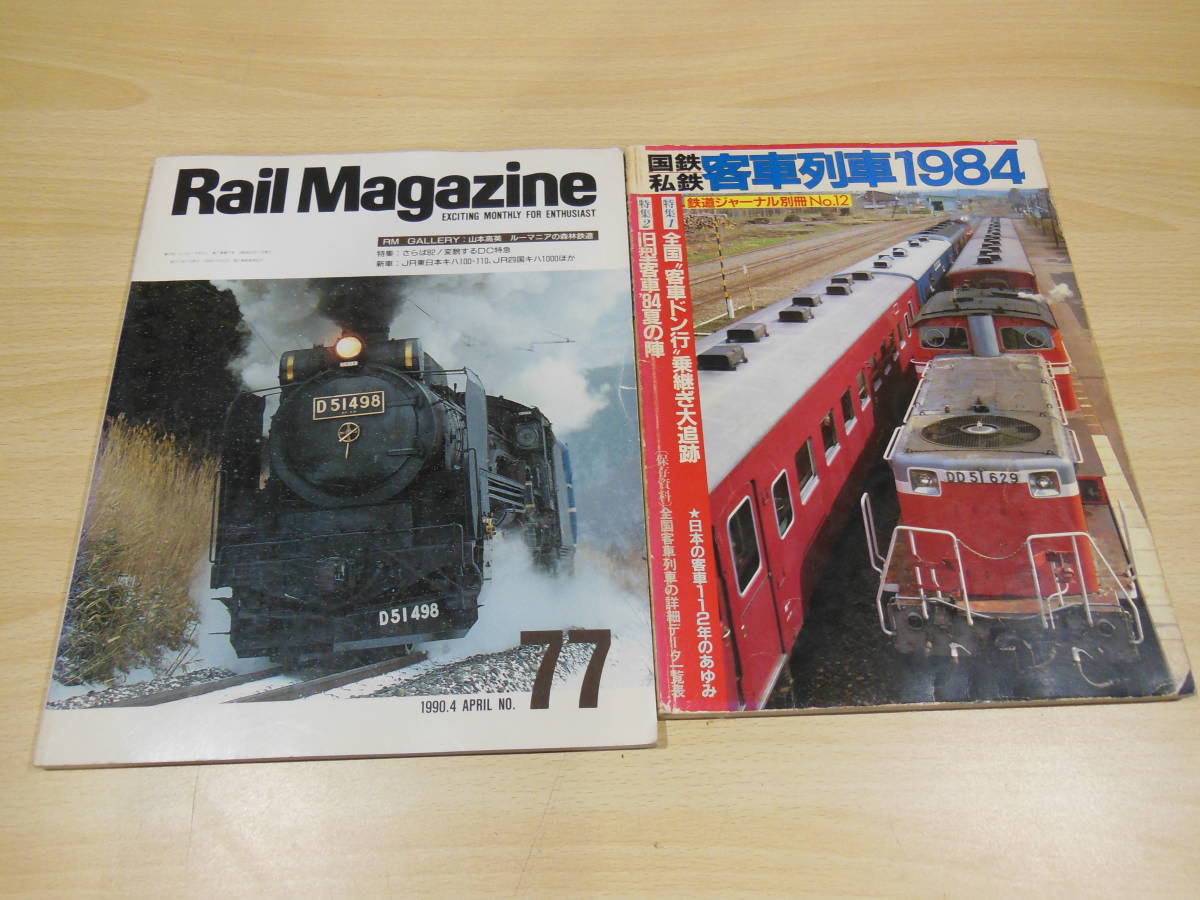 Rail Magazine
EXCITING MONTHLY FOR ENTHUSIAST
RM GALLERY：山本高英 ルーマニアの森林鉄道
特集：さらば82／変貌するDC特急
新車：JR東日本キハ100･110､JR四国キハ1000ほか
D51498
D51498
1990.4 APRIL NO. 77
国鉄
私鉄
客車列車1984
鉄道ジャーナル別冊No.12
特集1 全国〝客車ドン行〟乗継ぎ大追跡
特集2 旧型客車'84夏の陣
〔保存資料〕全国客車列車の詳細データ一覧表
★日本の客車112年のあゆみ
DD51 629